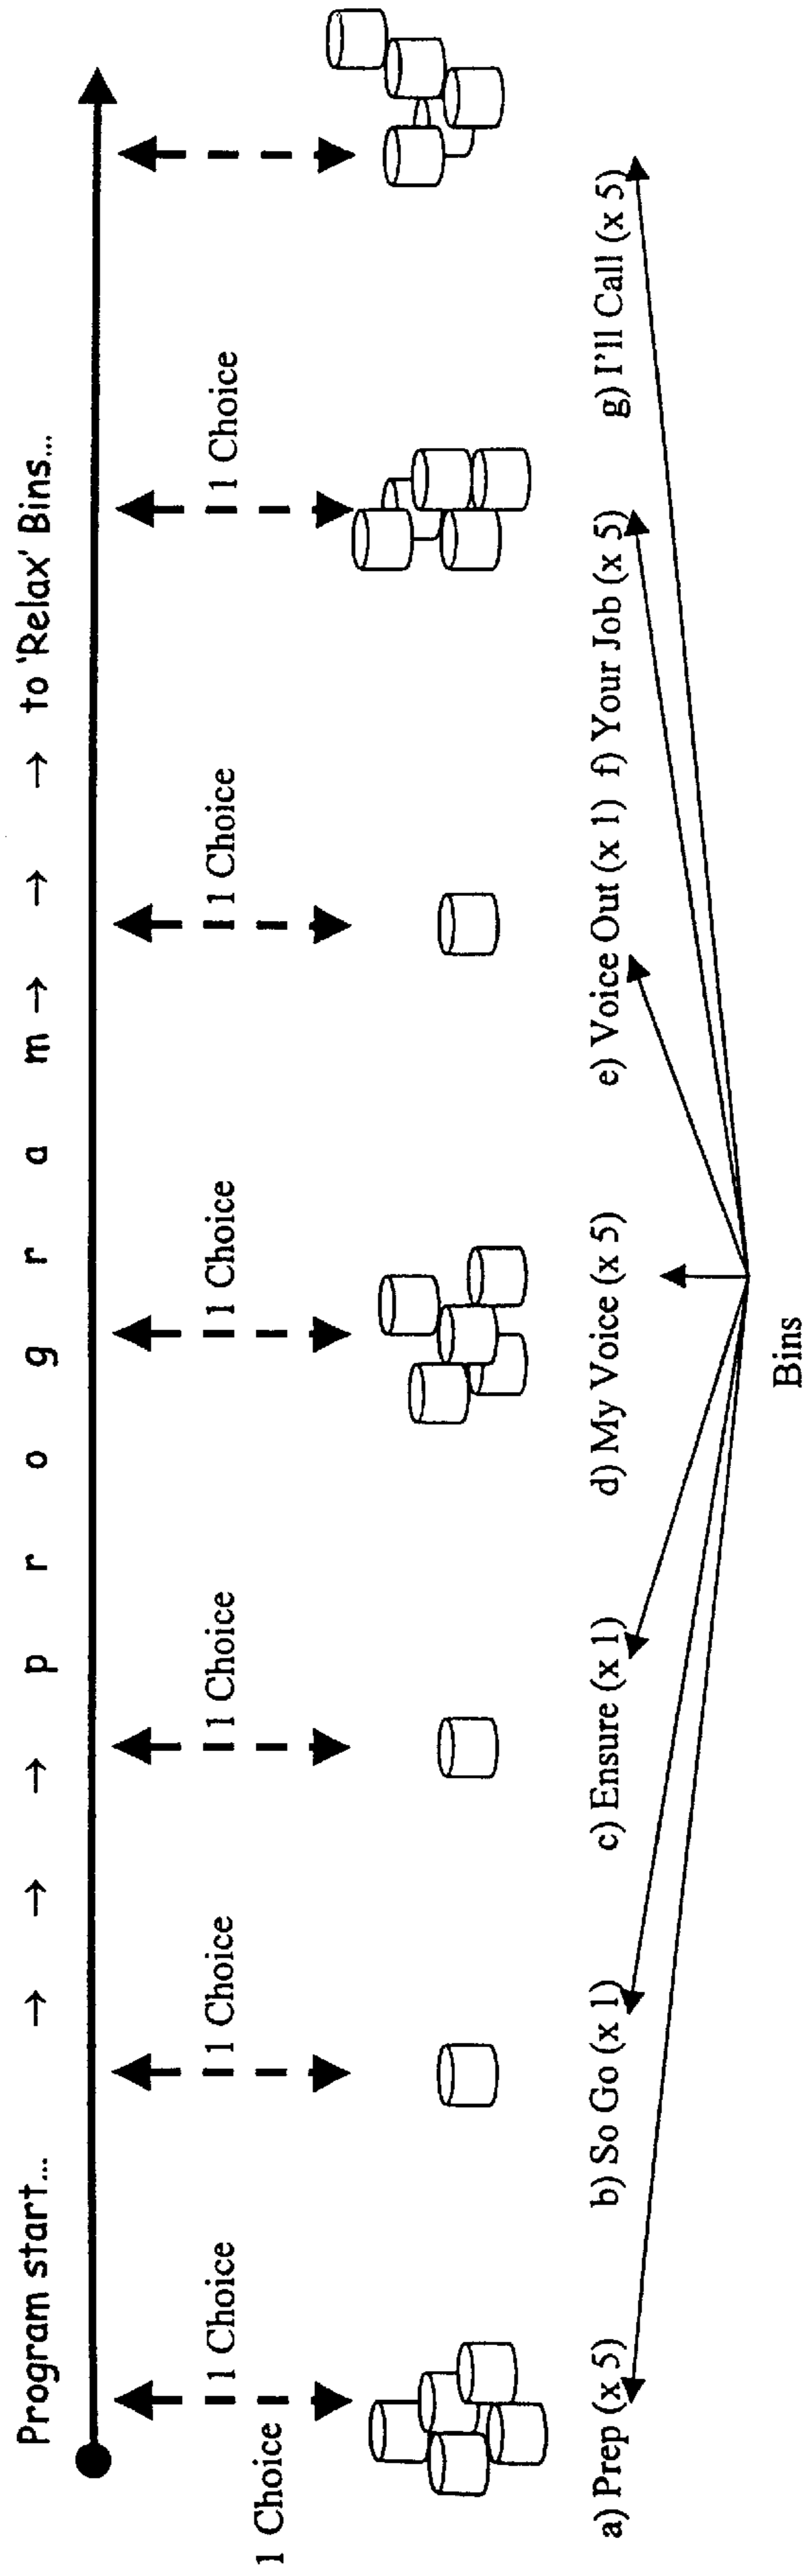 Program start... → → → p r o g r a m → → → to 'Relax' Bins...
1 Choice
1 Choice
1 Choice
1 Choice
1 Choice
1 Choice
1 Choice
a) Prep (x 5)
b) So Go (x 1)
c) Ensure (x 1)
d) My Voice (x 5)
e) Voice Out (x 1)
f) Your Job (x 5)
g) I'll Call (x 5)
Bins